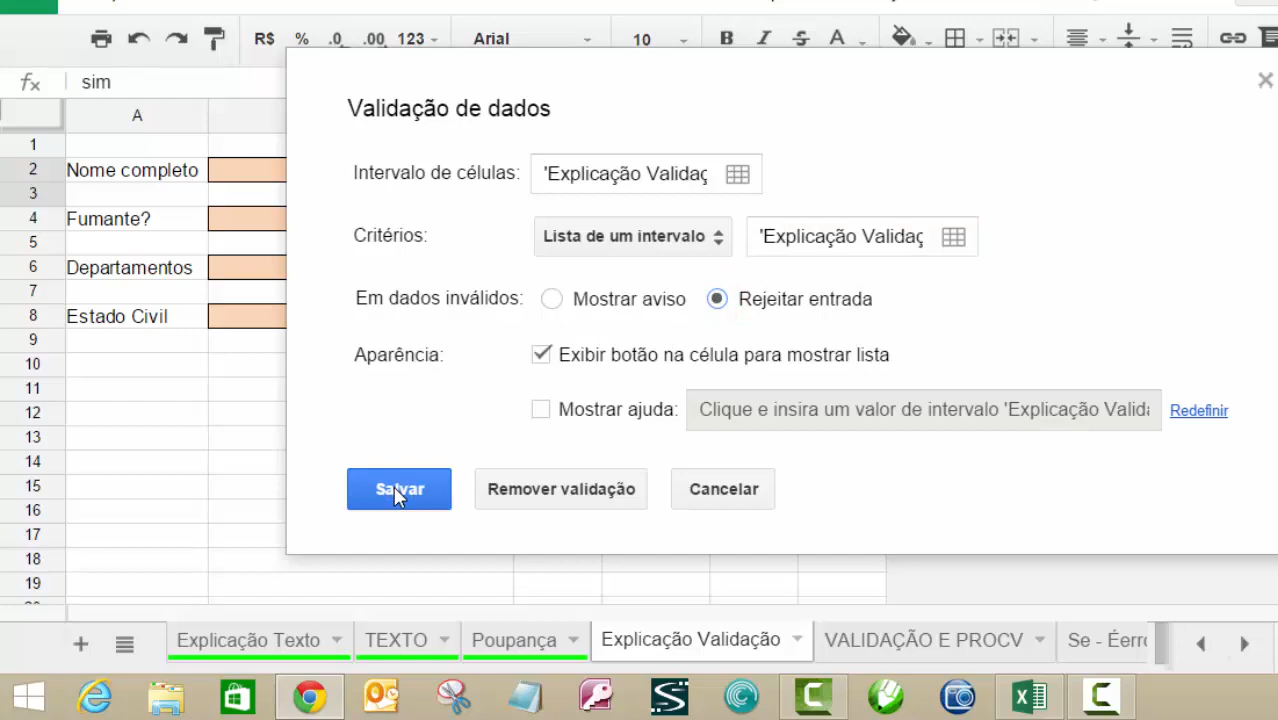 R$ % .0_ .00_ 123 Arial 10 B I S A
fx sim
A
1
2 Nome completo
3
4 Fumante?
5
6 Departamentos
7
8 Estado Civil
9
10
11
12
13
14
15
16
17
18
19
Validação de dados
Intervalo de células: 'Explicação Validaç
Critérios: Lista de um intervalo 'Explicação Validaç
Em dados inválidos: Mostrar aviso Rejeitar entrada
Aparência: Exibir botão na célula para mostrar lista
Mostrar ajuda: Clique e insira um valor de intervalo 'Explicação Valida Redefinir
Salvar Remover validação Cancelar
Explicação Texto TEXTO Poupança Explicação Validação VALIDAÇÃO E PROCV Se - Éerro